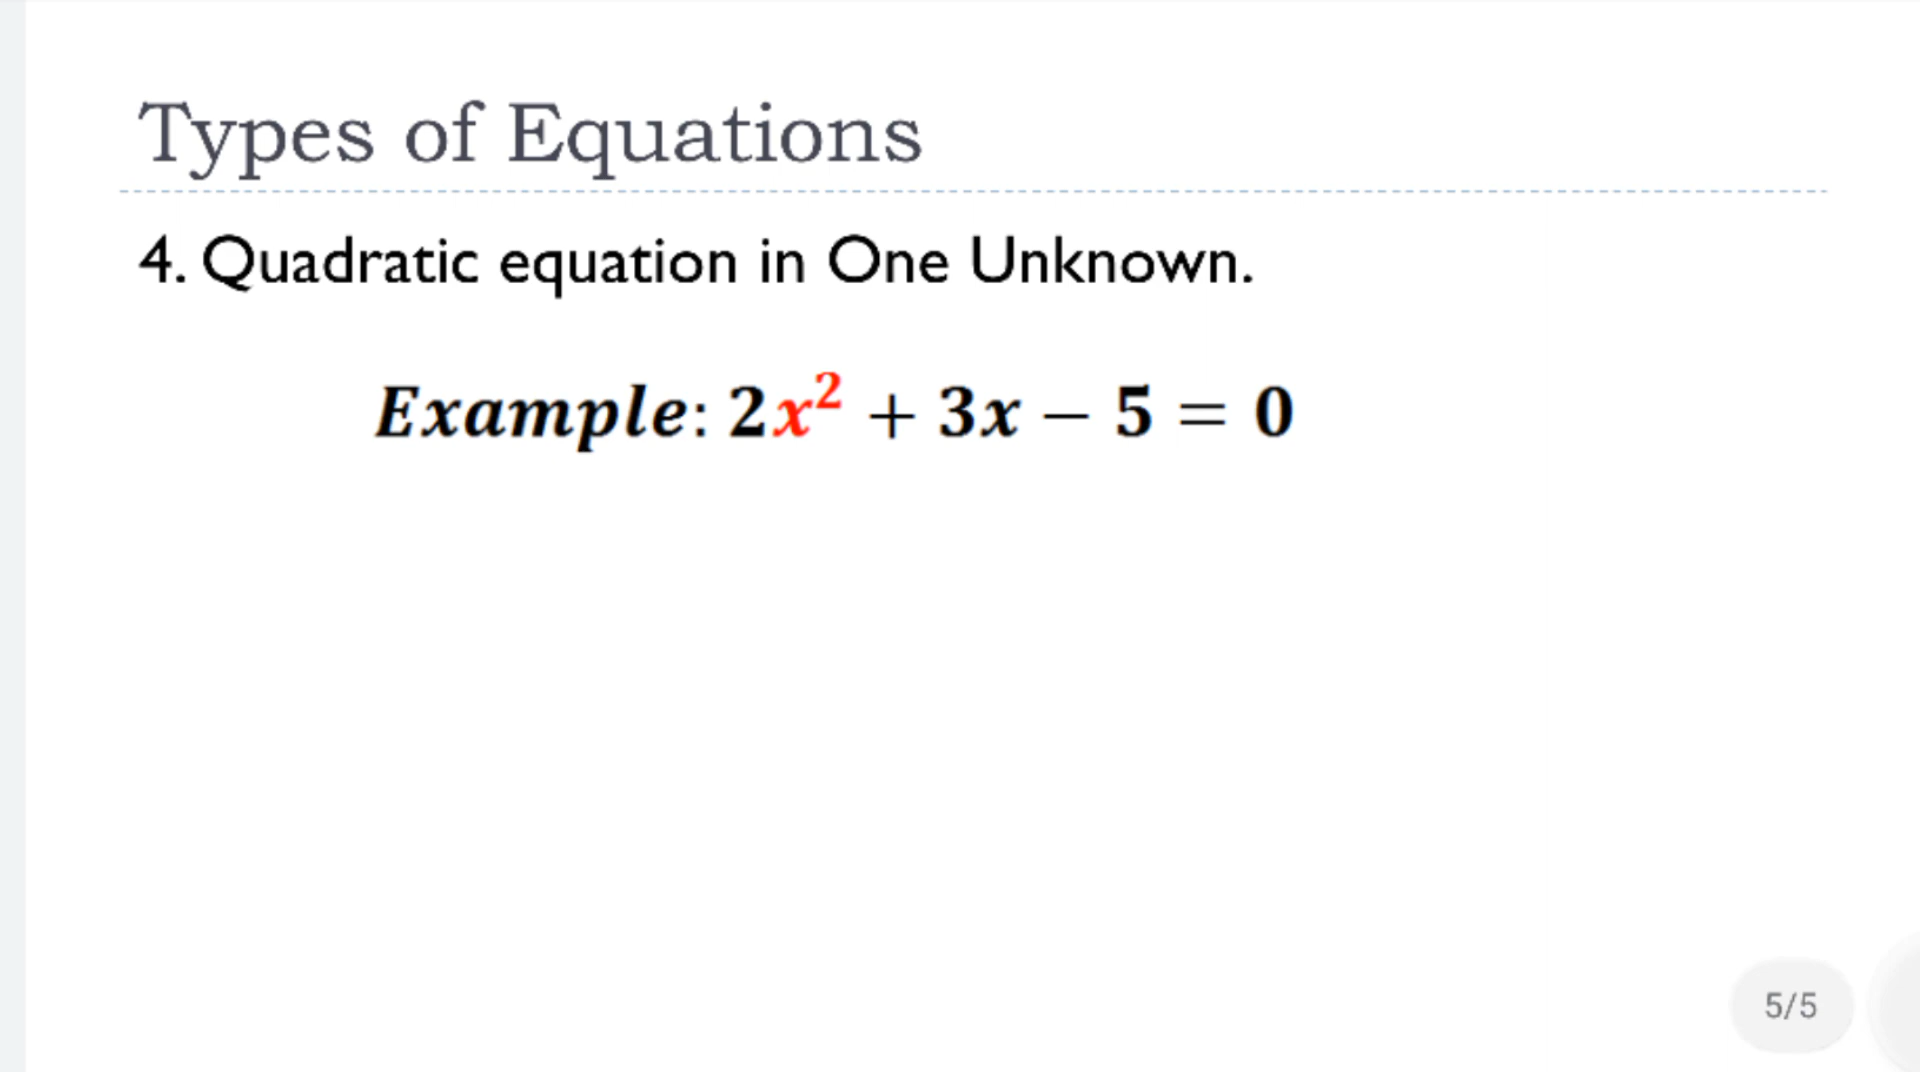 Types of Equations
4. Quadratic equation in One Unknown.
Example: 2x² + 3x − 5 = 0
5/5